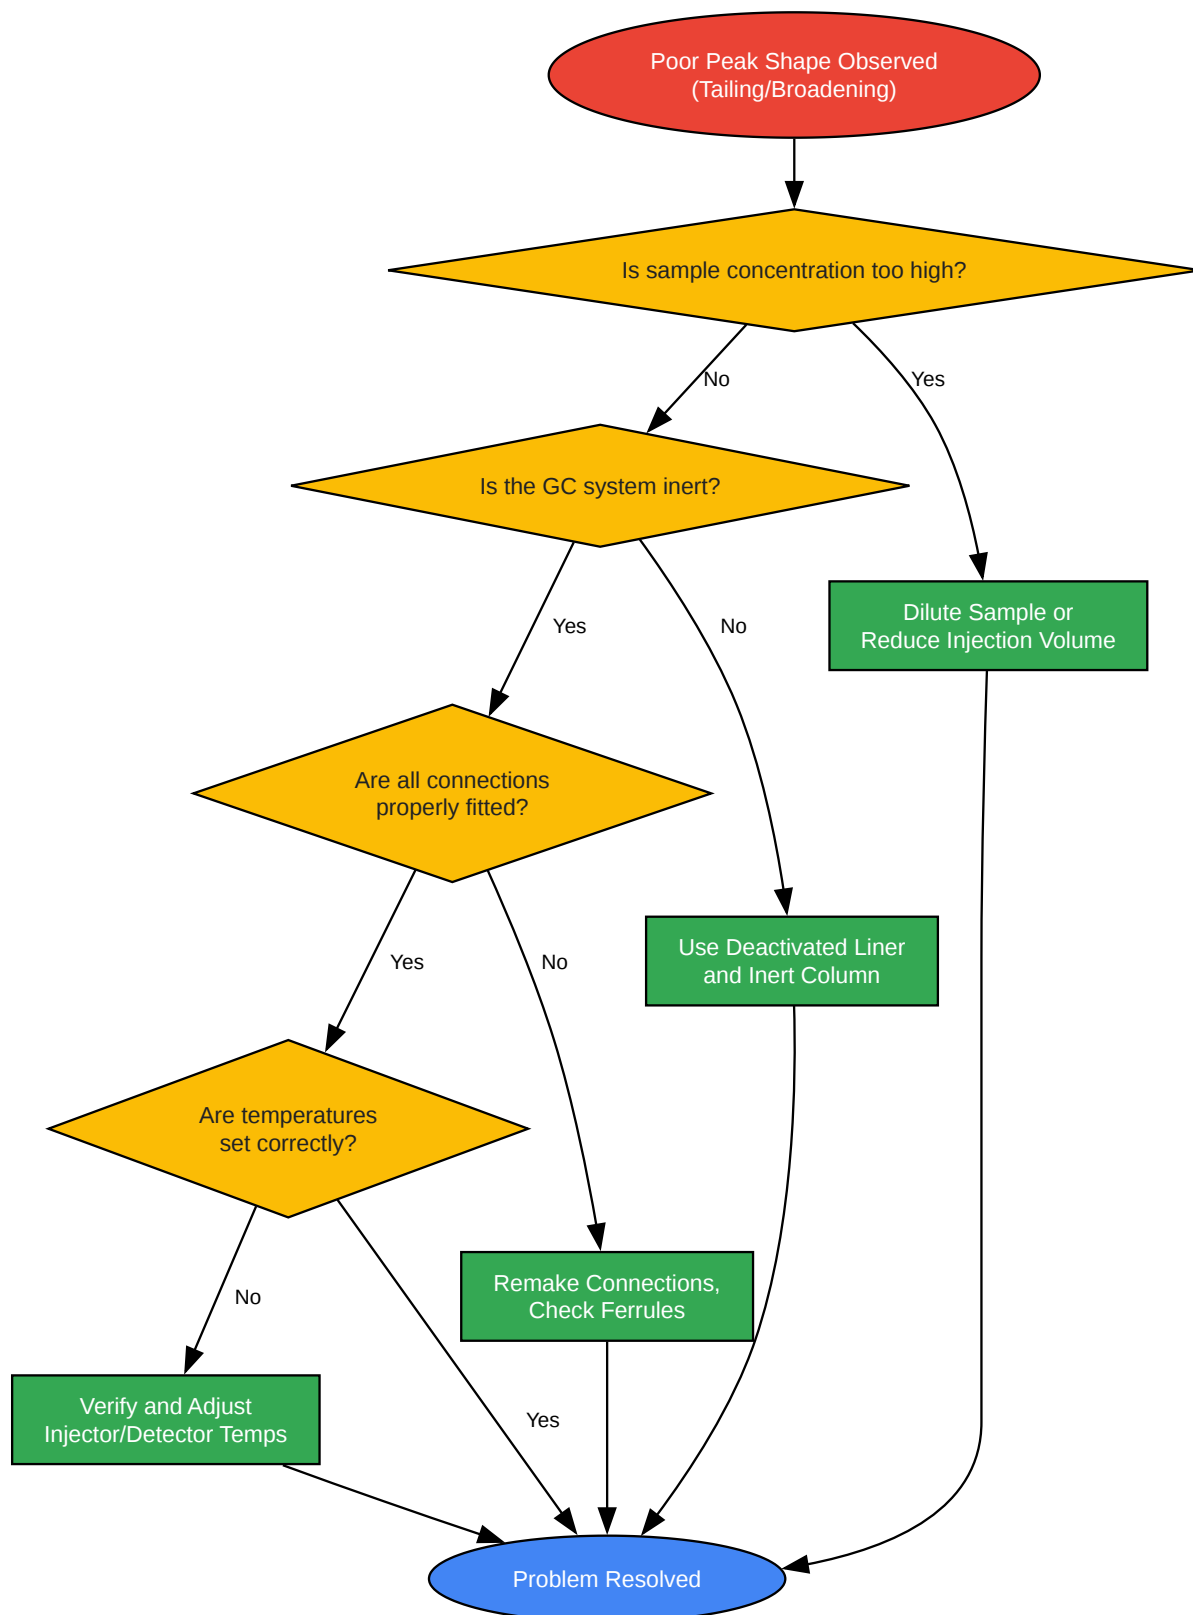 Poor Peak Shape Observed
(Tailing/Broadening)
Is sample concentration too high?
No
Yes
Is the GC system inert?
Yes
No
Dilute Sample or
Reduce Injection Volume
Are all connections
properly fitted?
Yes
No
Use Deactivated Liner
and Inert Column
Are temperatures
set correctly?
No
Yes
Remake Connections,
Check Ferrules
Verify and Adjust
Injector/Detector Temps
Problem Resolved